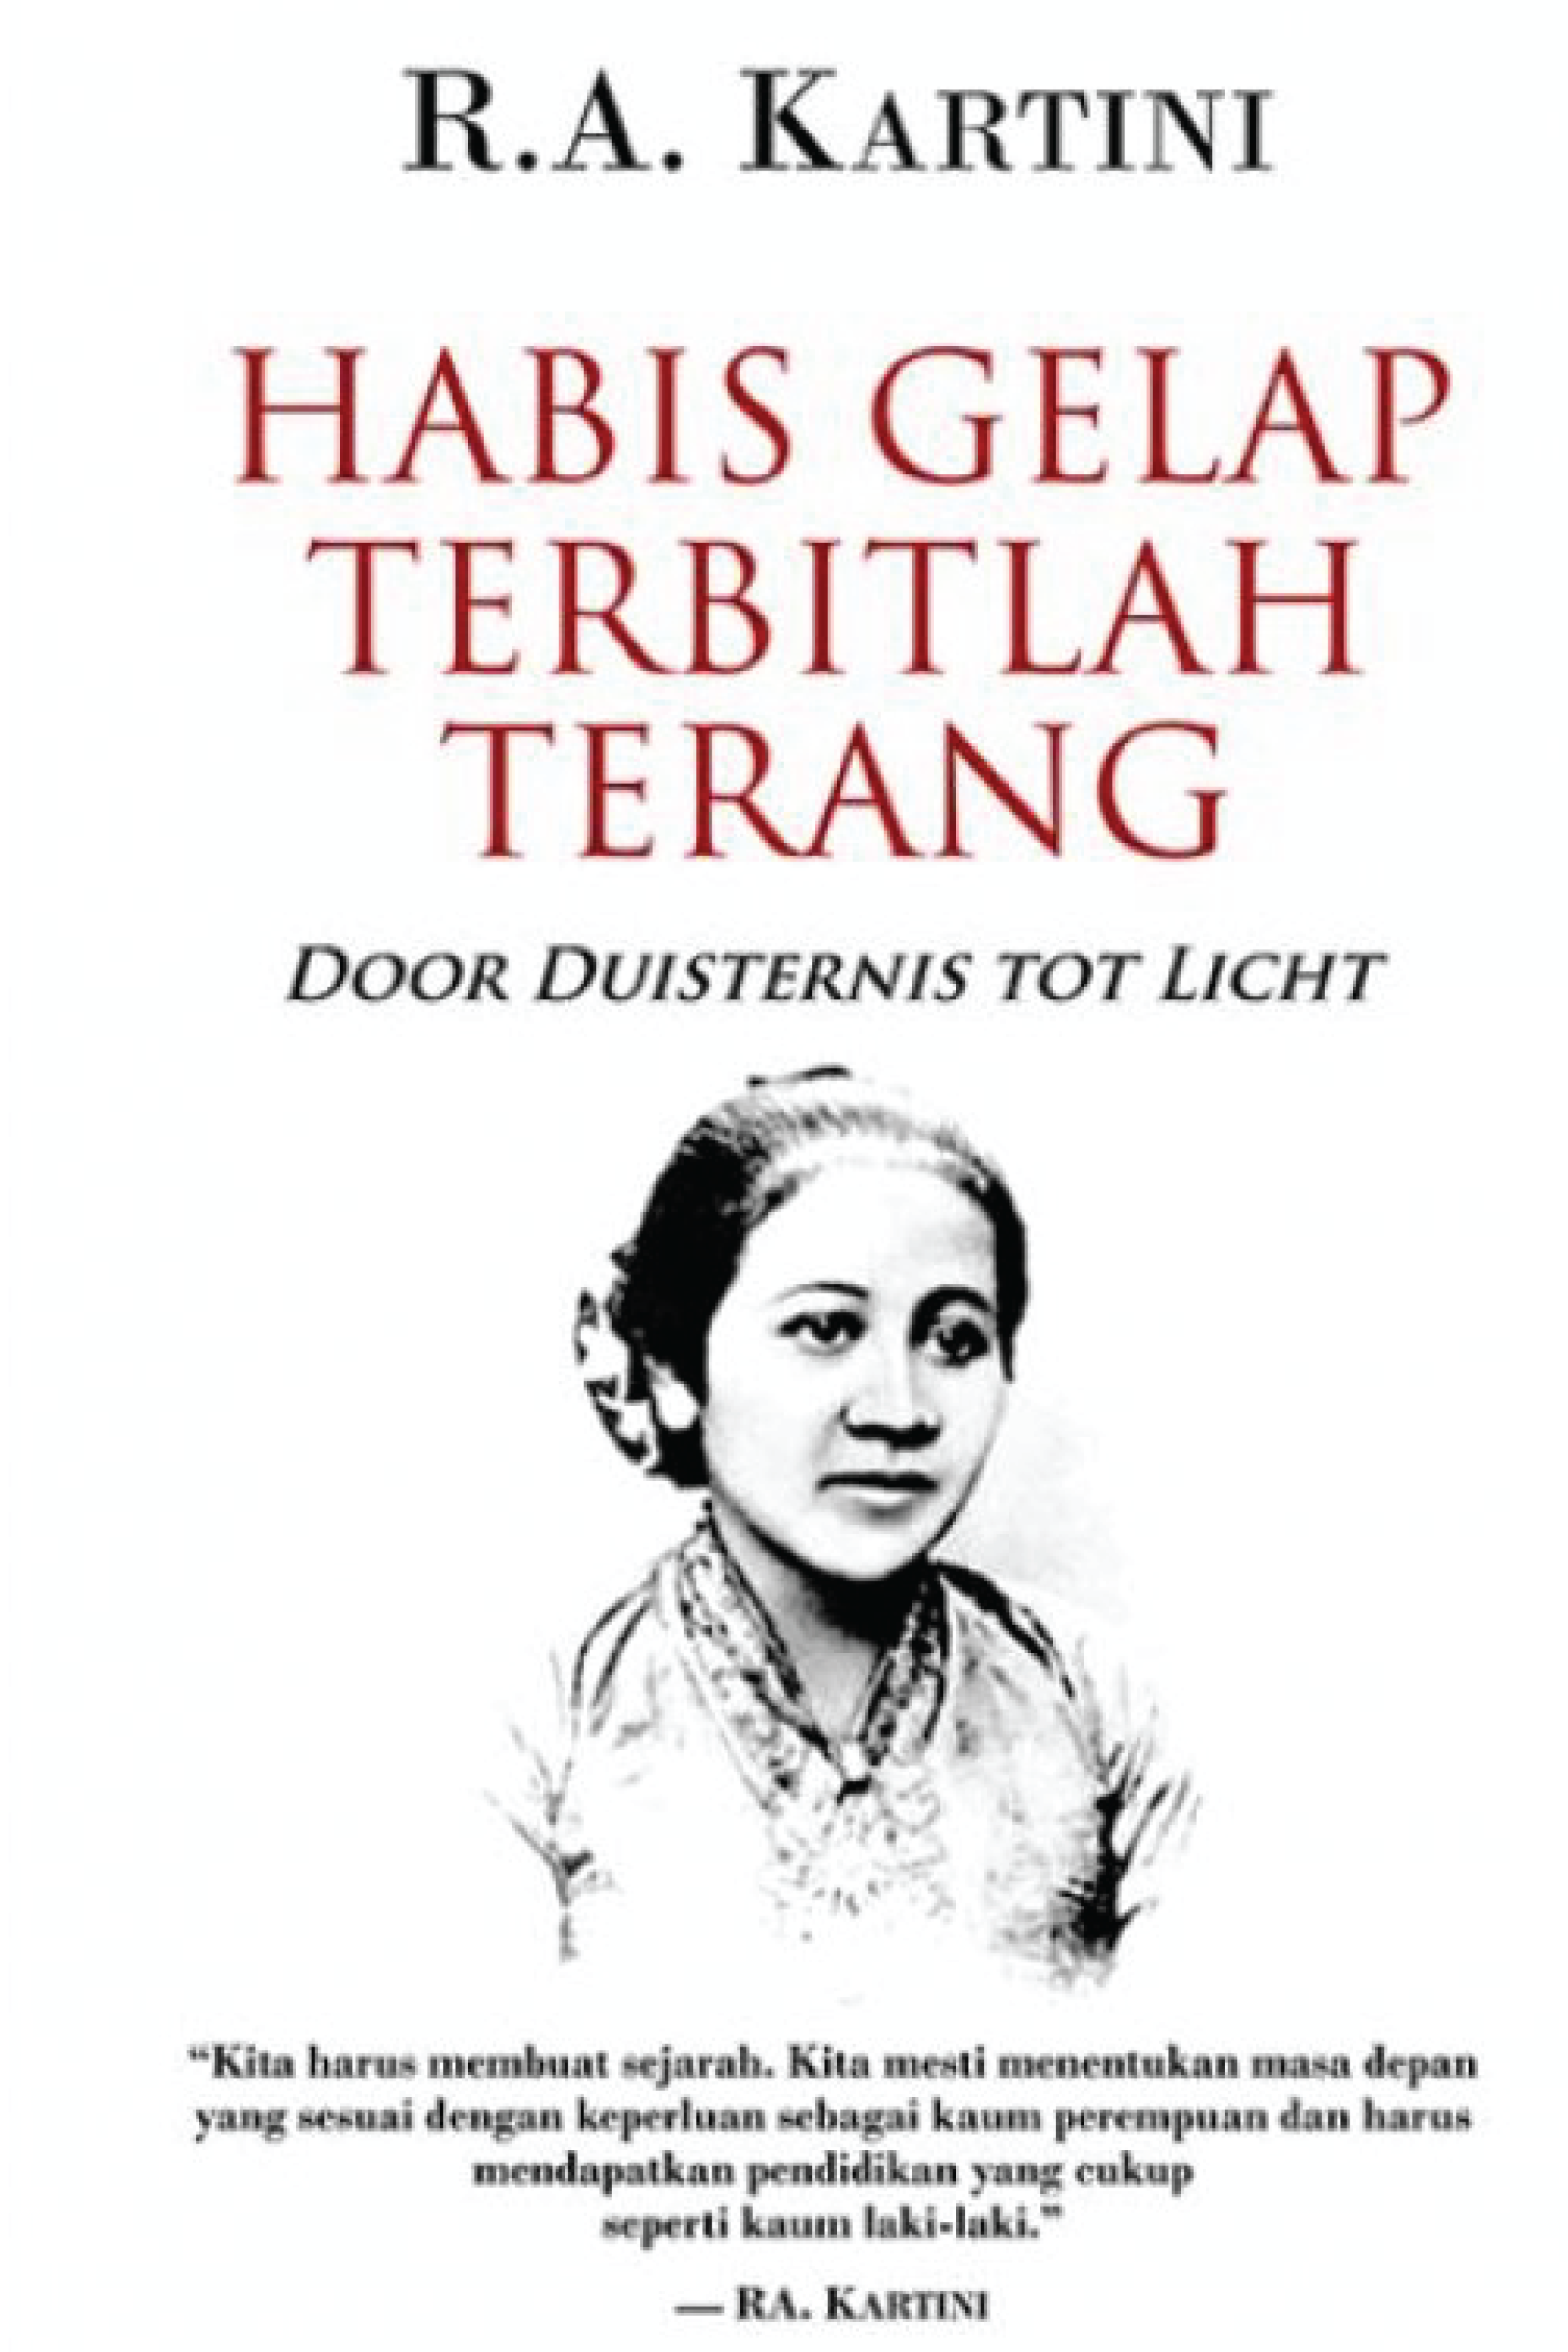 R.A. KARTINI
HABIS GELAP
TERBITLAH
TERANG
DOOR DUISTERNIS TOT LICHT
“Kita harus membuat sejarah. Kita mesti menentukan masa depan
yang sesuai dengan keperluan sebagai kaum perempuan dan harus
mendapatkan pendidikan yang cukup
seperti kaum laki-laki.”
— RA. KARTINI